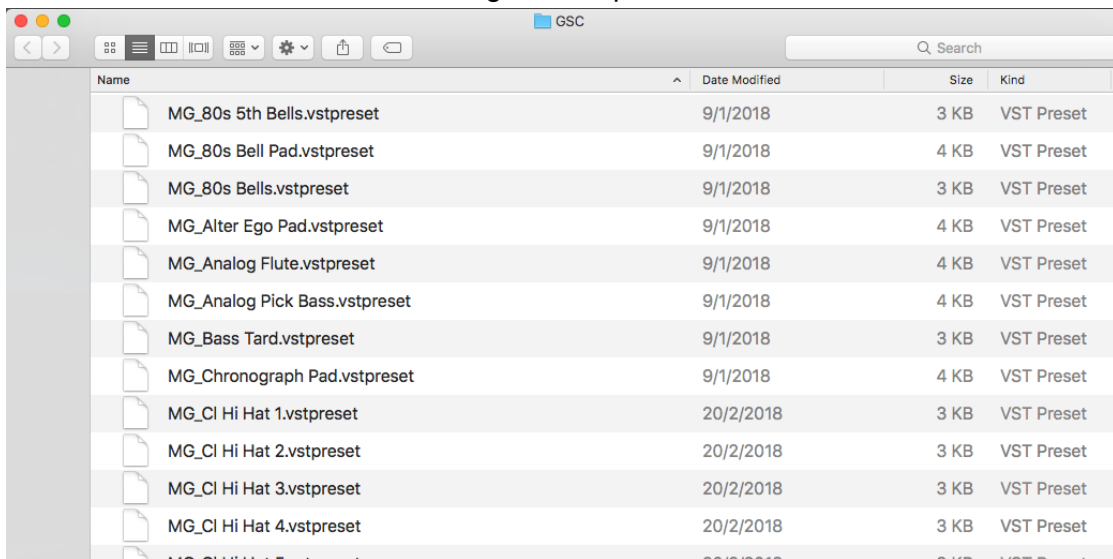 GSC
Search
Name Date Modified Size Kind
MG_80s 5th Bells.vstpreset 9/1/2018 3 KB VST Preset
MG_80s Bell Pad.vstpreset 9/1/2018 4 KB VST Preset
MG_80s Bells.vstpreset 9/1/2018 3 KB VST Preset
MG_Alter Ego Pad.vstpreset 9/1/2018 4 KB VST Preset
MG_Analog Flute.vstpreset 9/1/2018 4 KB VST Preset
MG_Analog Pick Bass.vstpreset 9/1/2018 4 KB VST Preset
MG_Bass Tard.vstpreset 9/1/2018 3 KB VST Preset
MG_Chronograph Pad.vstpreset 9/1/2018 4 KB VST Preset
MG_Cl Hi Hat 1.vstpreset 20/2/2018 3 KB VST Preset
MG_Cl Hi Hat 2.vstpreset 20/2/2018 3 KB VST Preset
MG_Cl Hi Hat 3.vstpreset 20/2/2018 3 KB VST Preset
MG_Cl Hi Hat 4.vstpreset 20/2/2018 3 KB VST Preset